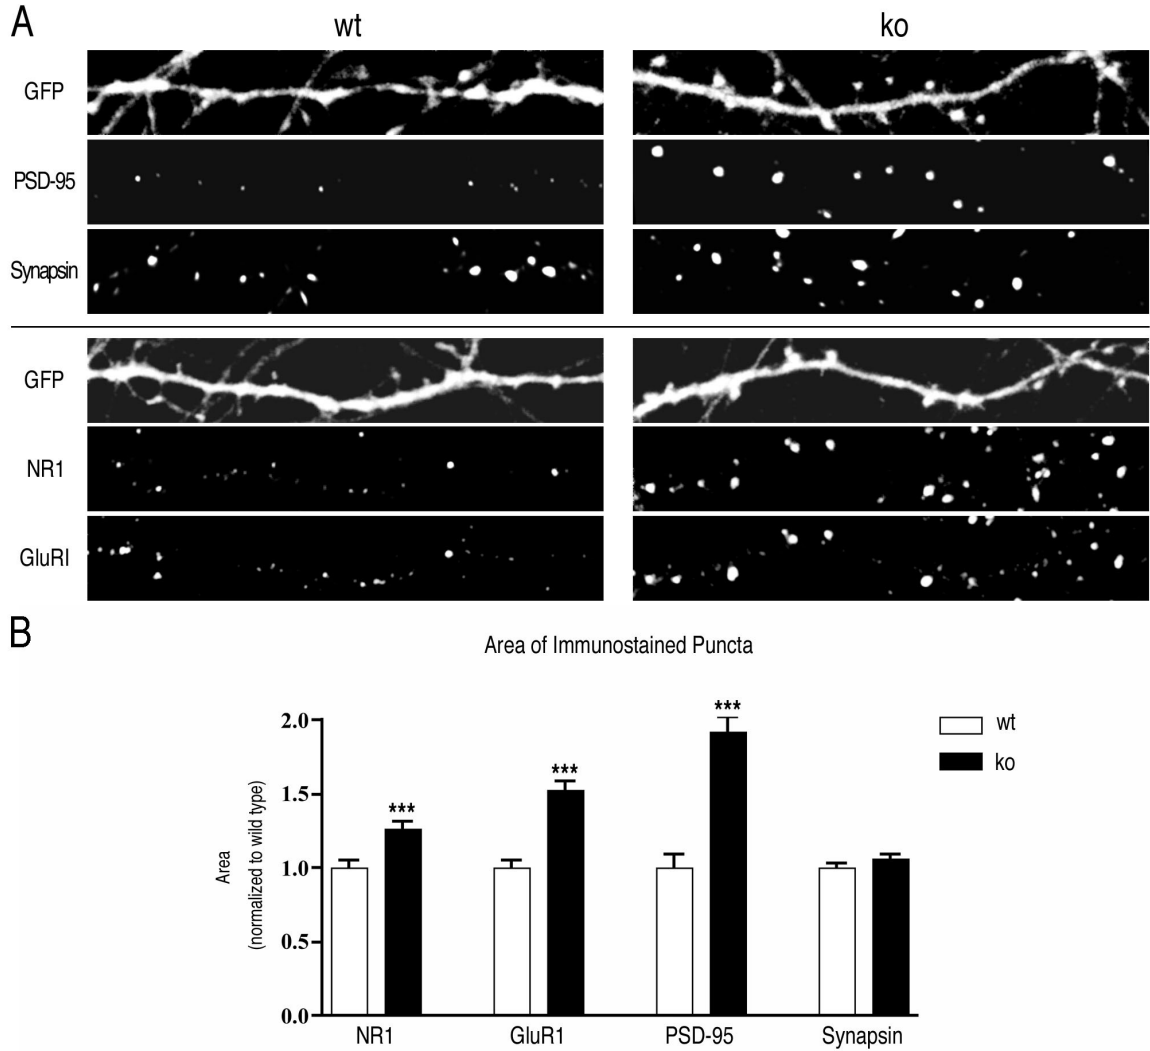 A
wt
ko
GFP
PSD-95
Synapsin
GFP
NR1
GluRI
B
Area of Immunostained Puncta
Area
(normalized to wild type)
2.0
1.5
1.0
0.5
0.0
***
***
***
wt
ko
NR1
GluR1
PSD-95
Synapsin